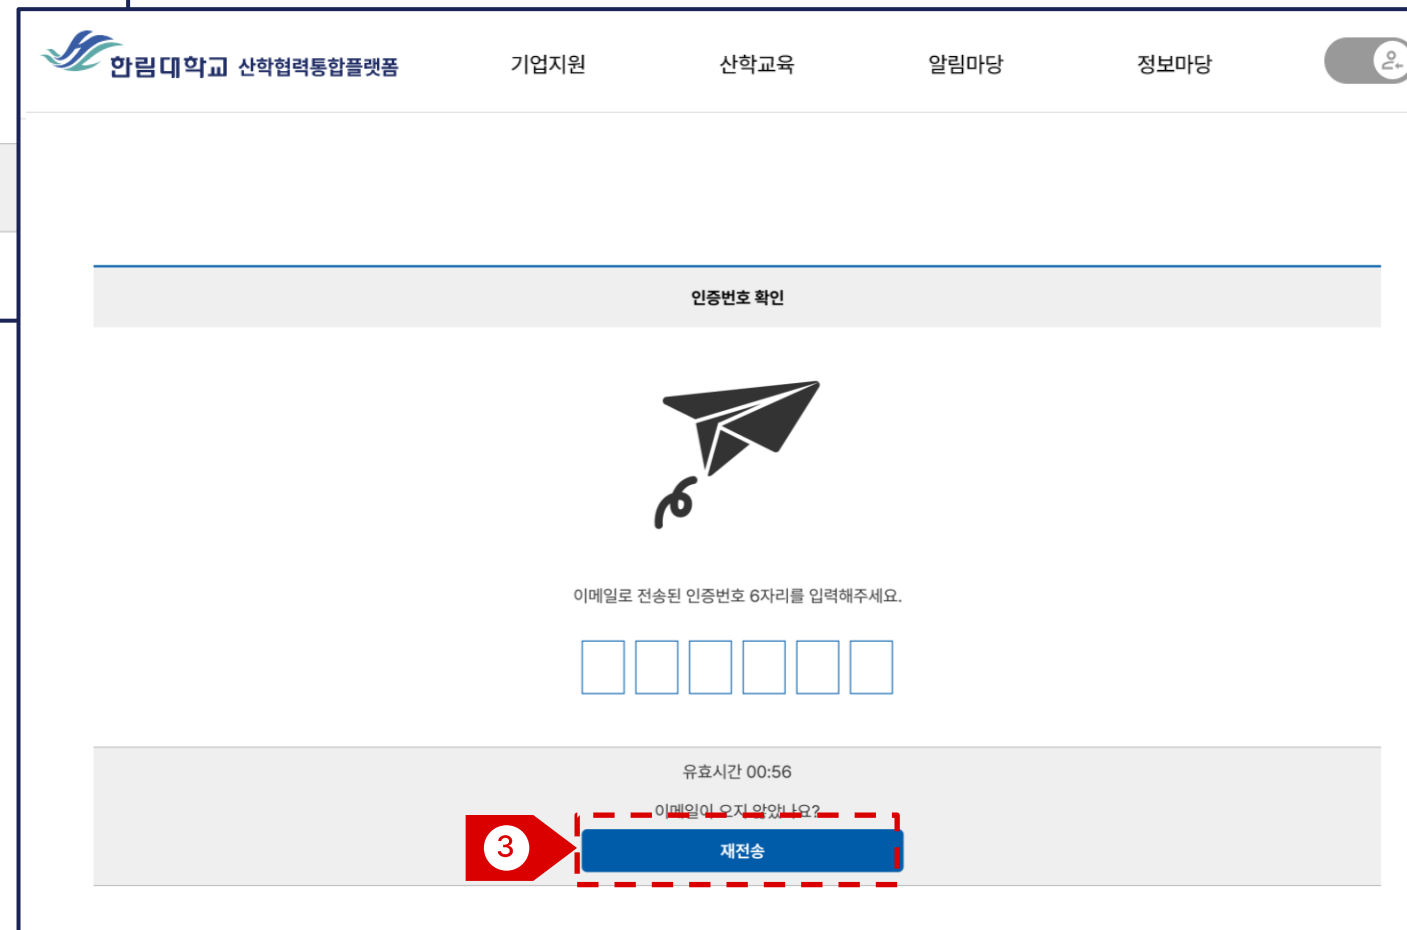 한림대학교 산학협력통합플랫폼
기업지원
산학교육
알림마당
정보마당
인증번호 확인
이메일로 전송된 인증번호 6자리를 입력해주세요.
유효시간 00:56
이메일이 오지 않았나요?
3
재전송